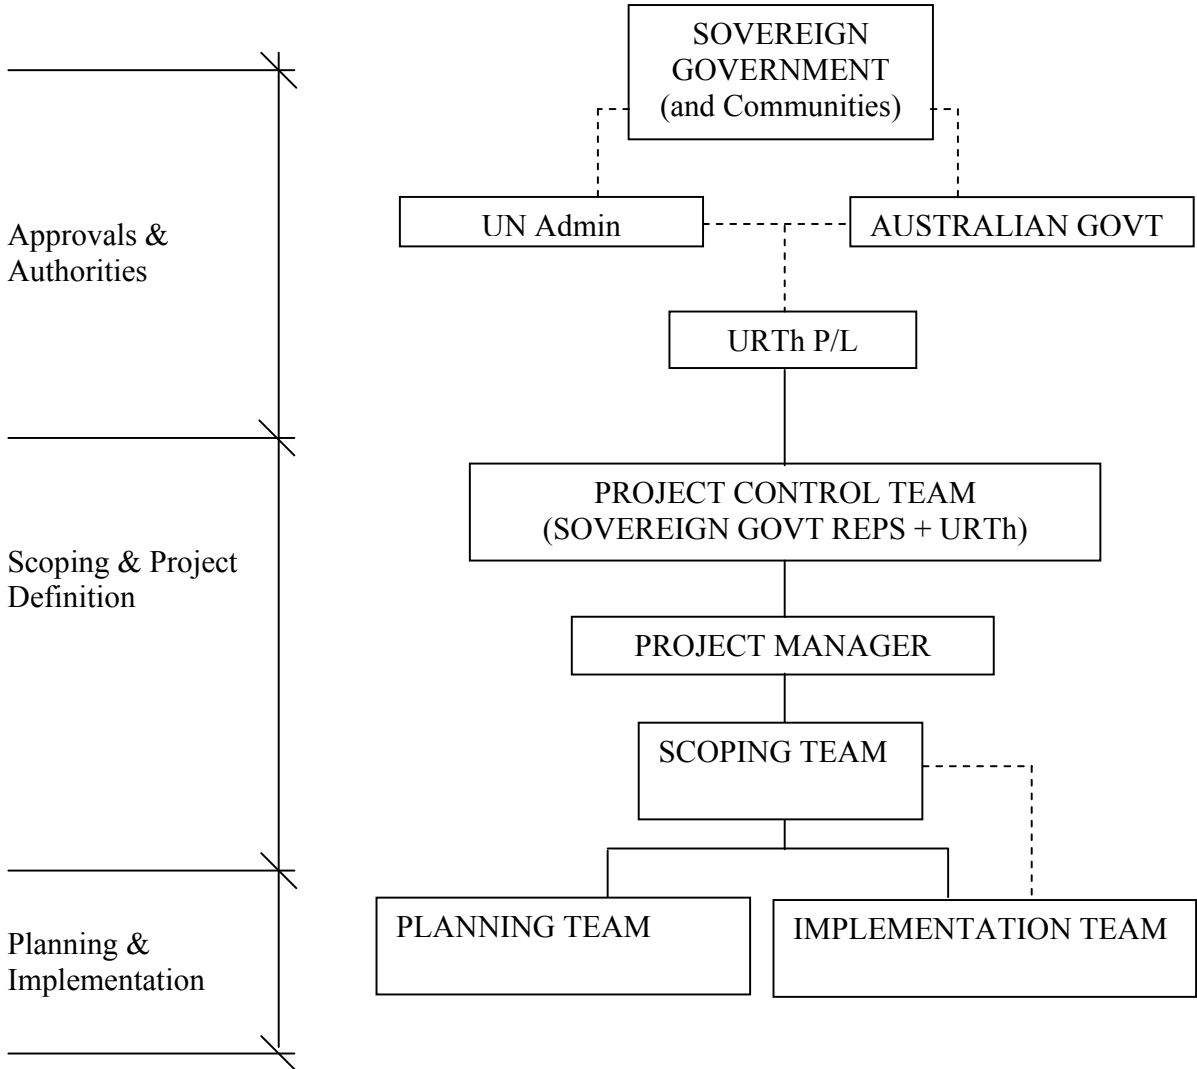 SOVEREIGN
GOVERNMENT
(and Communities)
UN Admin
AUSTRALIAN GOVT
Approvals &
Authorities
URTh P/L
PROJECT CONTROL TEAM
(SOVEREIGN GOVT REPS + URTh)
Scoping & Project
Definition
PROJECT MANAGER
SCOPING TEAM
PLANNING TEAM
IMPLEMENTATION TEAM
Planning &
Implementation